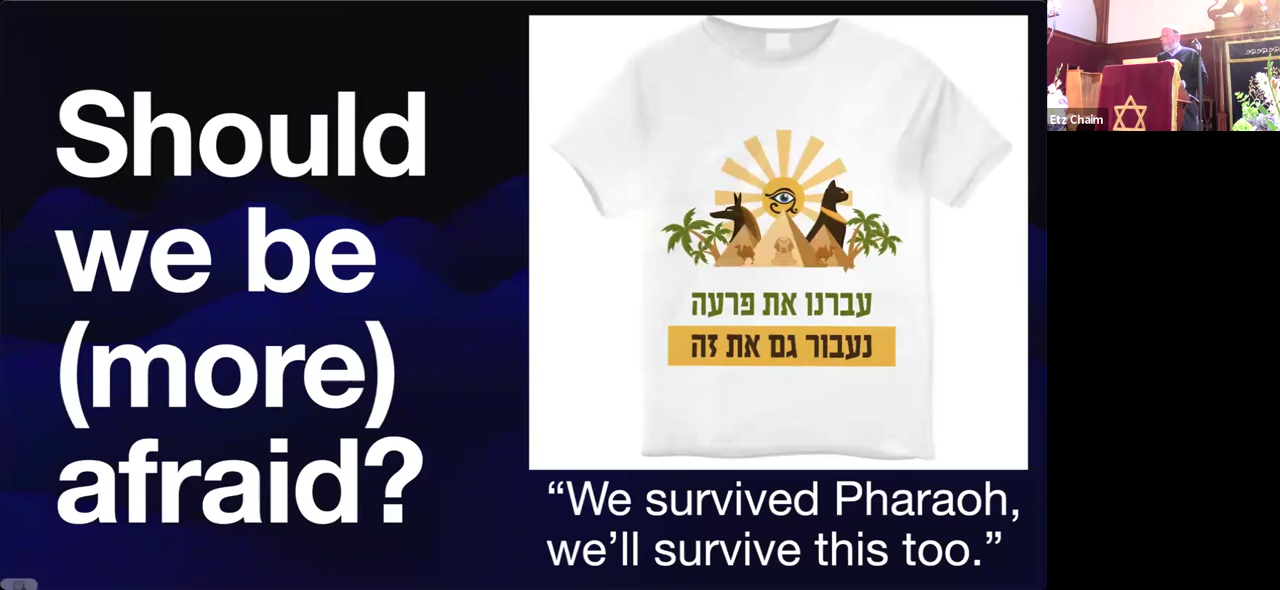 Should
we be
(more)
afraid?
עברנו את פרעה
נעבור גם את זה
“We survived Pharaoh,
we’ll survive this too.”
Etz Chaim